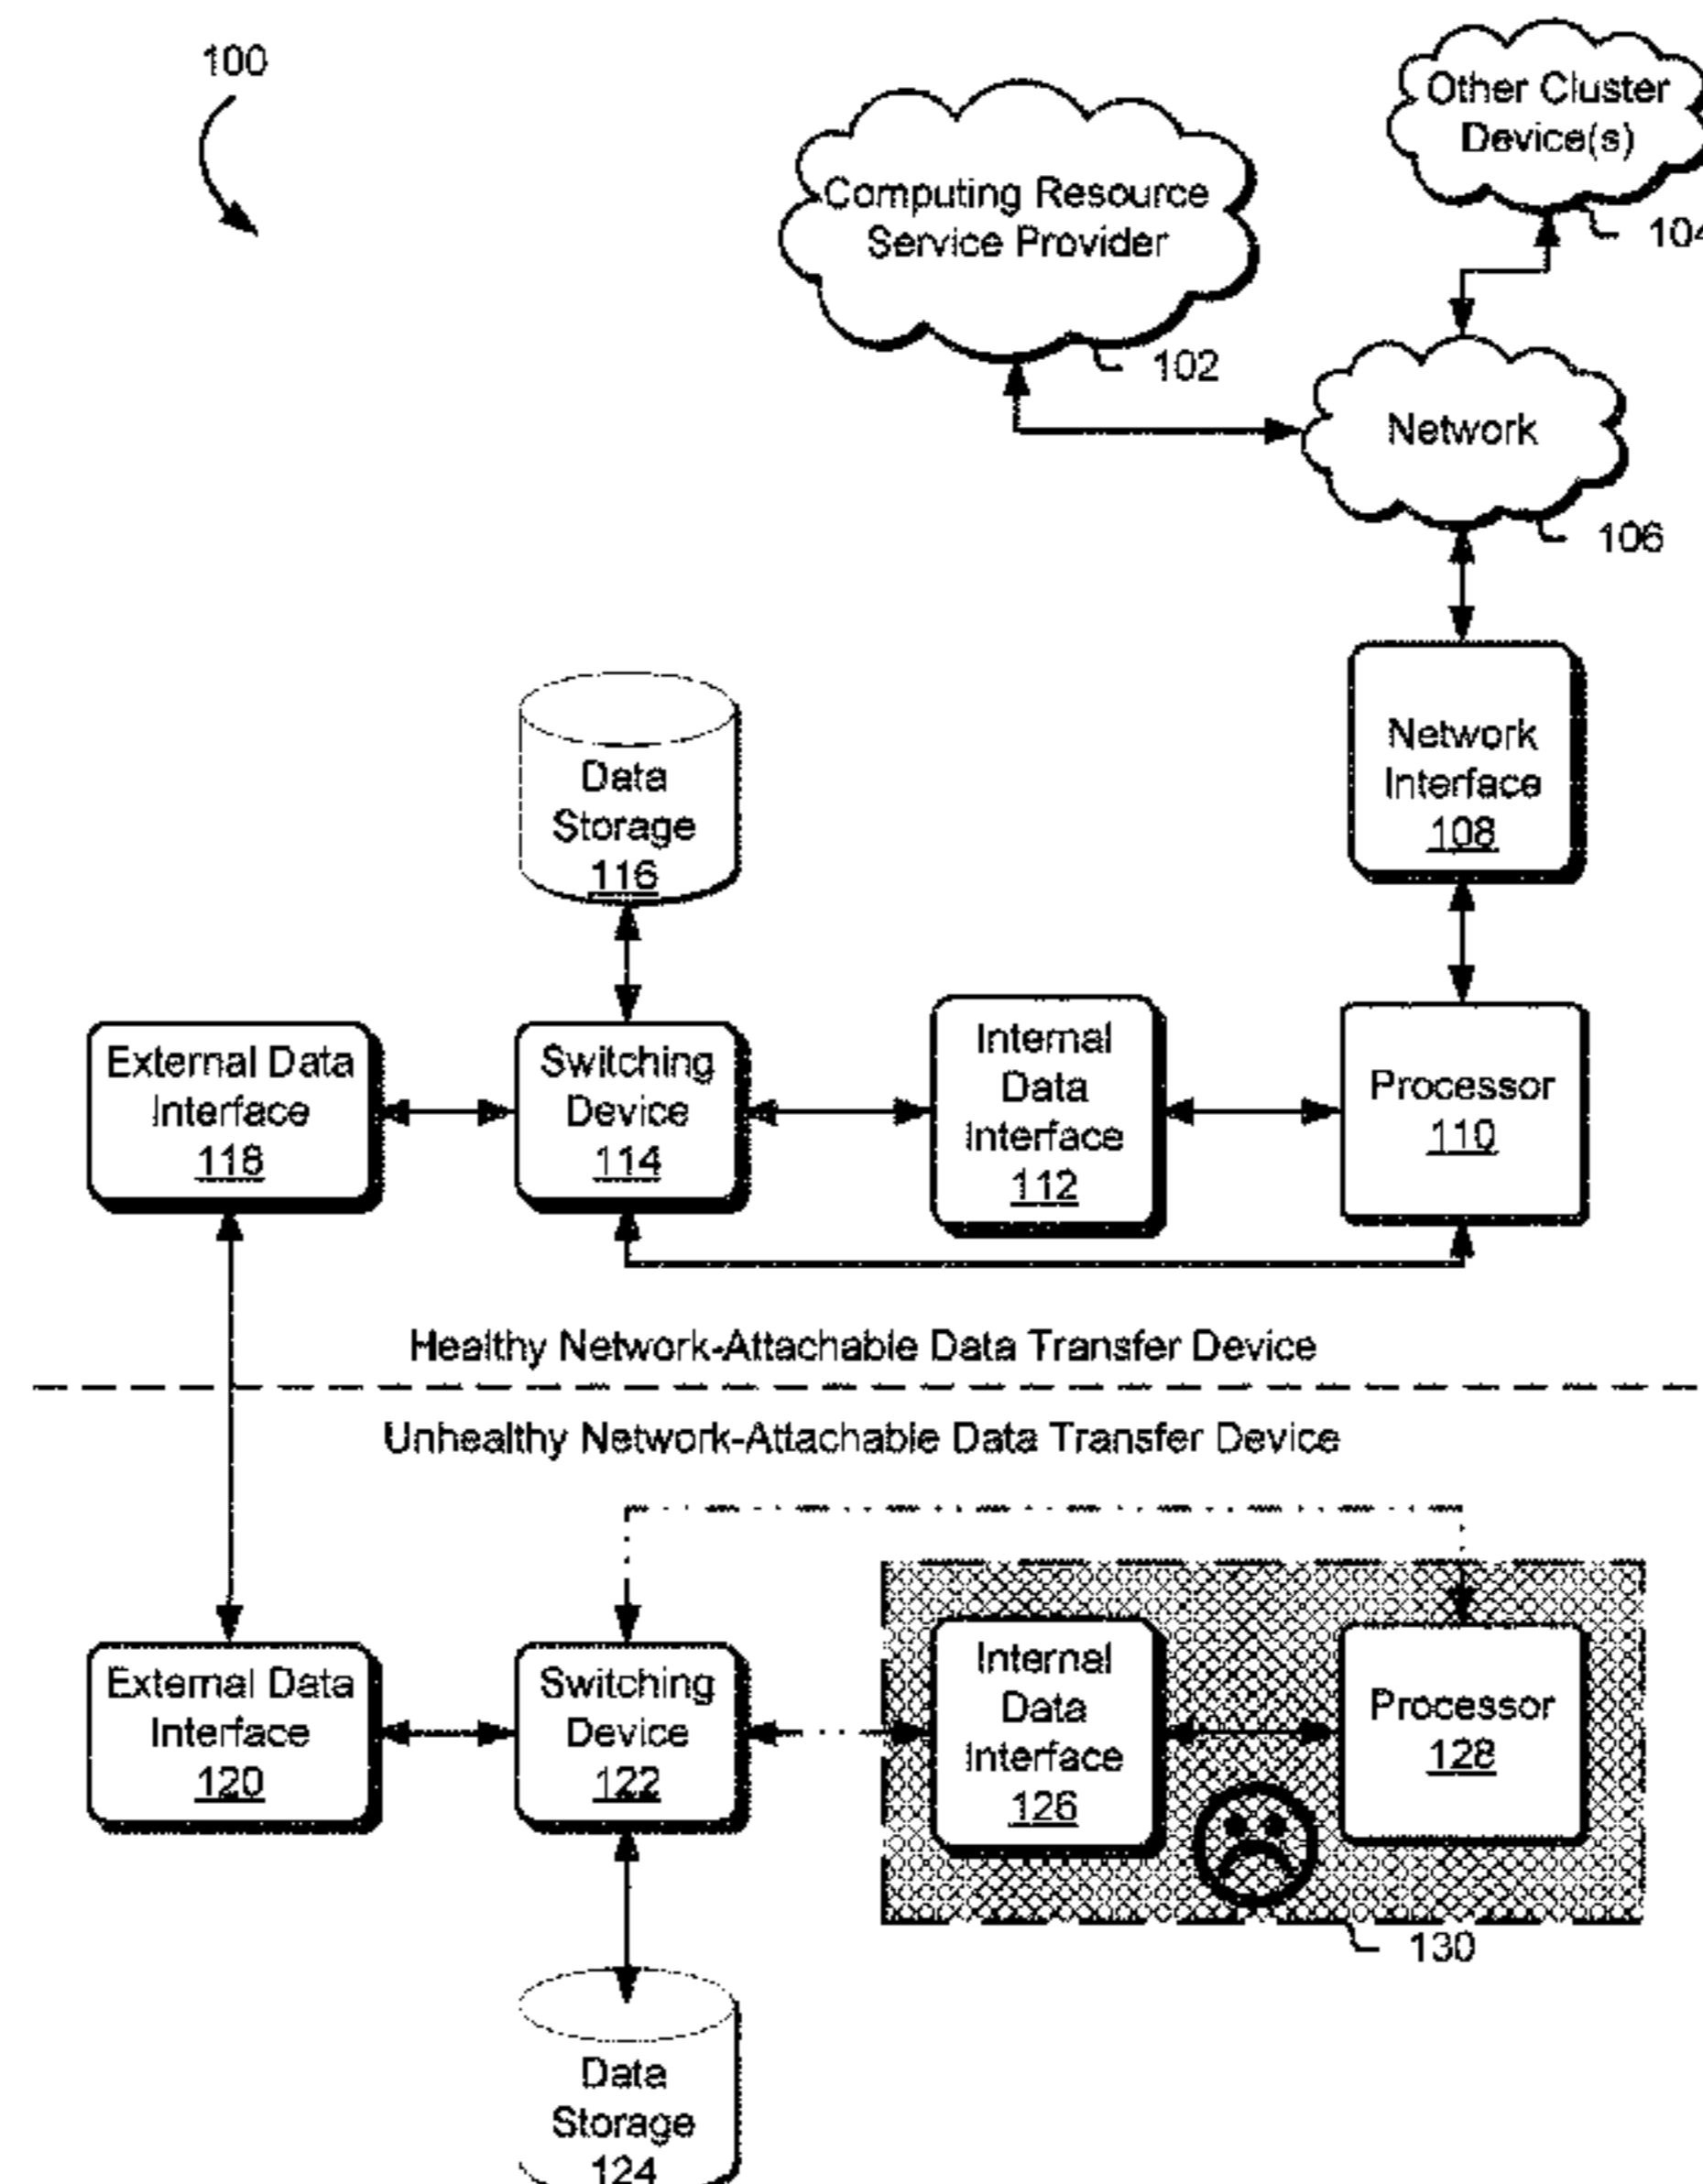 100
Other Cluster
Device(s)
104
Computing Resource
Service Provider
102
Network
106
Network
Interface
108
Data
Storage
116
External Data
Interface
118
Switching
Device
114
Internal
Data
Interface
112
Processor
110
Healthy Network-Attachable Data Transfer Device
Unhealthy Network-Attachable Data Transfer Device
External Data
Interface
120
Switching
Device
122
Internal
Data
Interface
126
Processor
128
130
Data
Storage
124